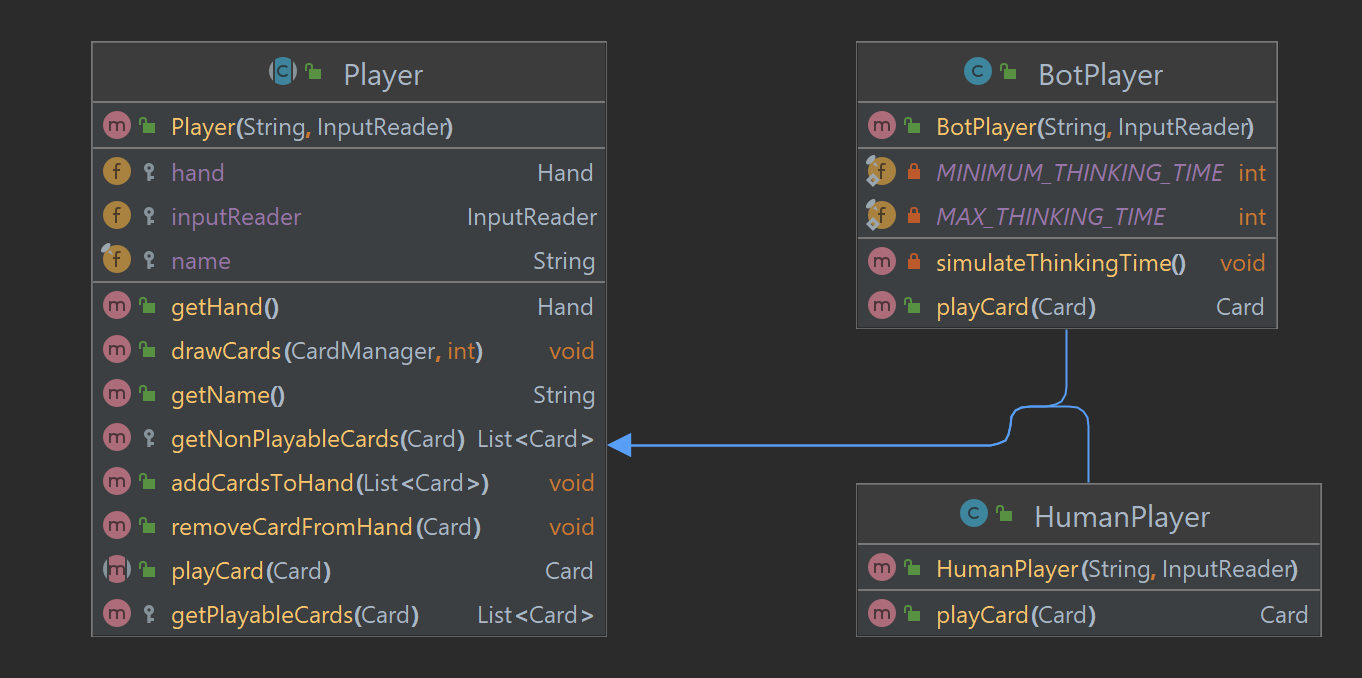 Player
Player(String, InputReader)
hand Hand
inputReader InputReader
name String
getHand() Hand
drawCards(CardManager, int) void
getName() String
getNonPlayableCards(Card) List<Card>
addCardsToHand(List<Card>) void
removeCardFromHand(Card) void
playCard(Card) Card
getPlayableCards(Card) List<Card>
BotPlayer
BotPlayer(String, InputReader)
MINIMUM_THINKING_TIME int
MAX_THINKING_TIME int
simulateThinkingTime() void
playCard(Card) Card
HumanPlayer
HumanPlayer(String, InputReader)
playCard(Card) Card